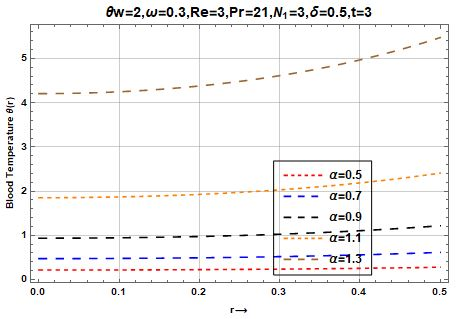 θw=2,ω=0.3,Re=3,Pr=21,N₁=3,δ=0.5,t=3
Blood Temperature θ(r)
5
4
3
2
1
0
α=0.5
α=0.7
α=0.9
α=1.1
α=1.3
0.0 0.1 0.2 0.3 0.4 0.5
r→